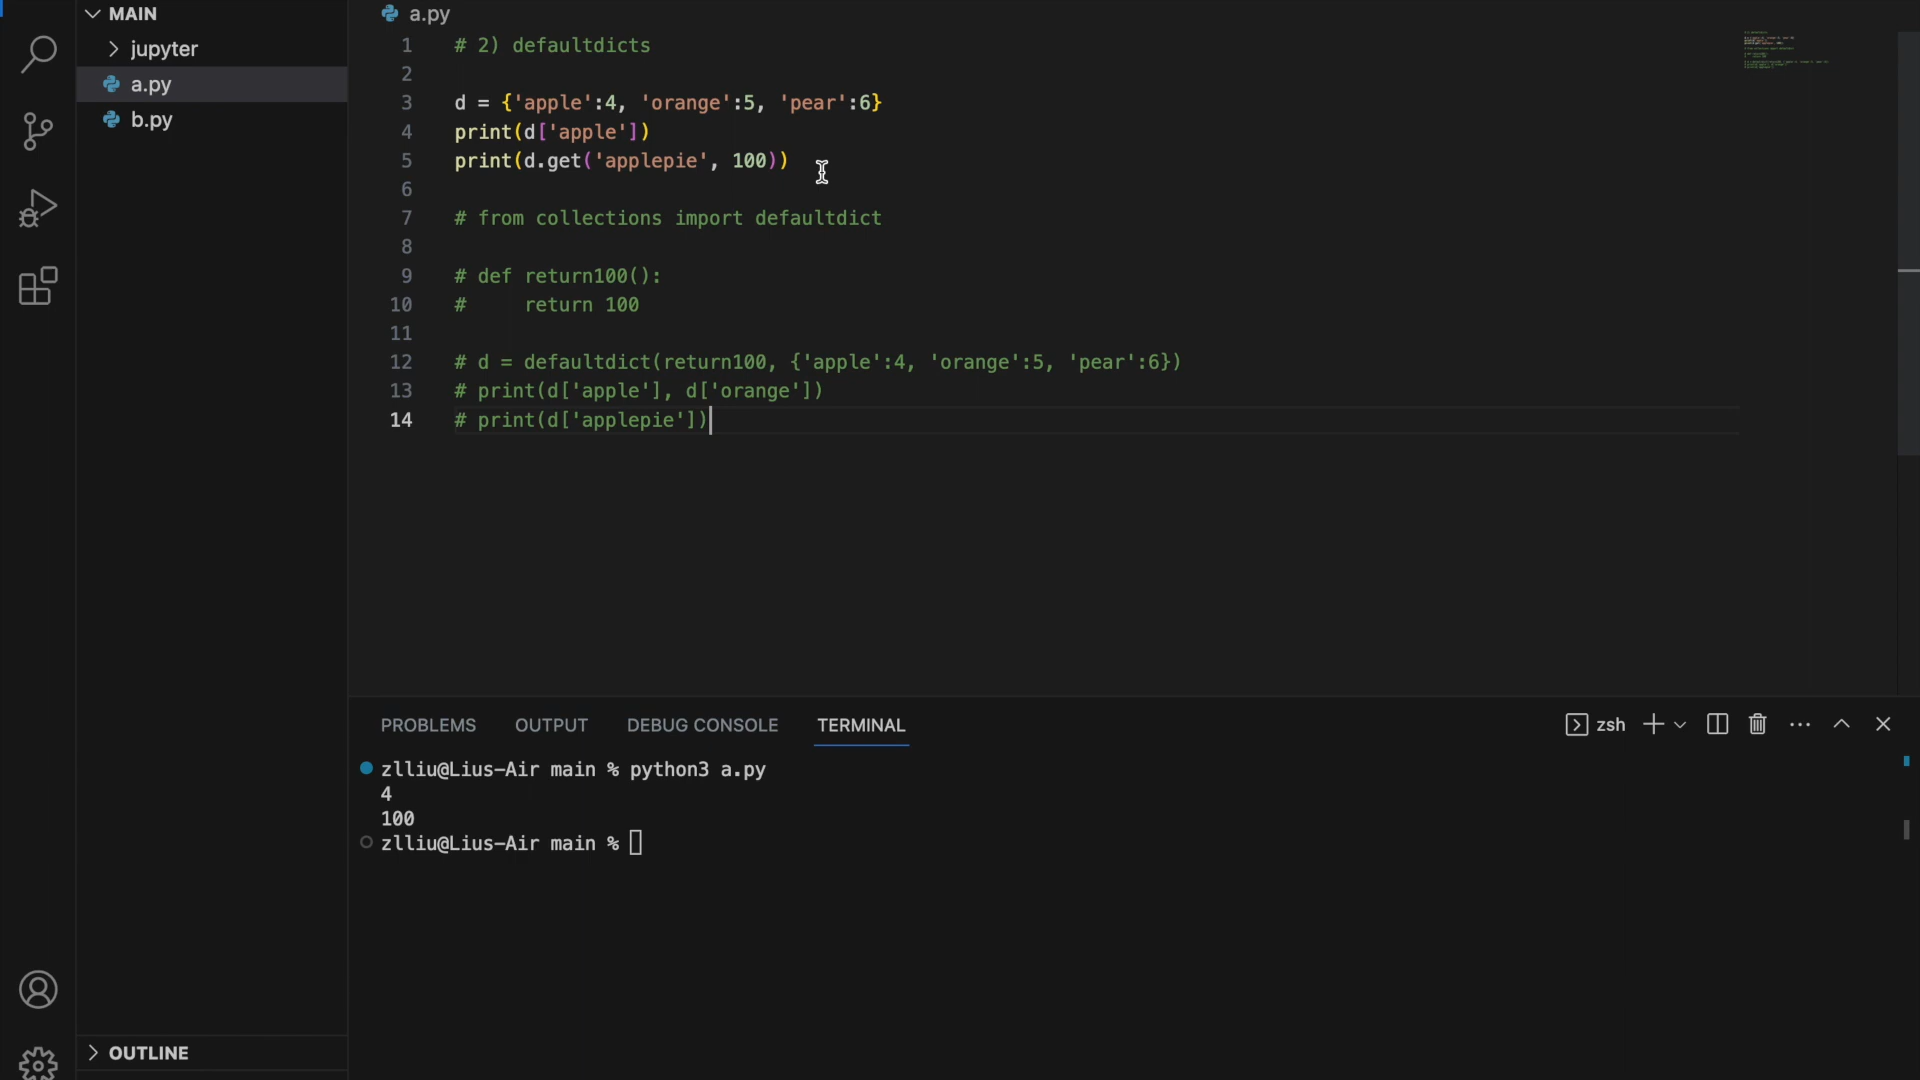 MAIN
jupyter
a.py
b.py
OUTLINE
a.py
1 # 2) defaultdicts
2
3 d = {'apple':4, 'orange':5, 'pear':6}
4 print(d['apple'])
5 print(d.get('applepie', 100))
6
7 # from collections import defaultdict
8
9 # def return100():
10 #     return 100
11
12 # d = defaultdict(return100, {'apple':4, 'orange':5, 'pear':6})
13 # print(d['apple'], d['orange'])
14 # print(d['applepie'])
PROBLEMS OUTPUT DEBUG CONSOLE TERMINAL zsh
zlliu@Lius-Air main % python3 a.py
4
100
zlliu@Lius-Air main %